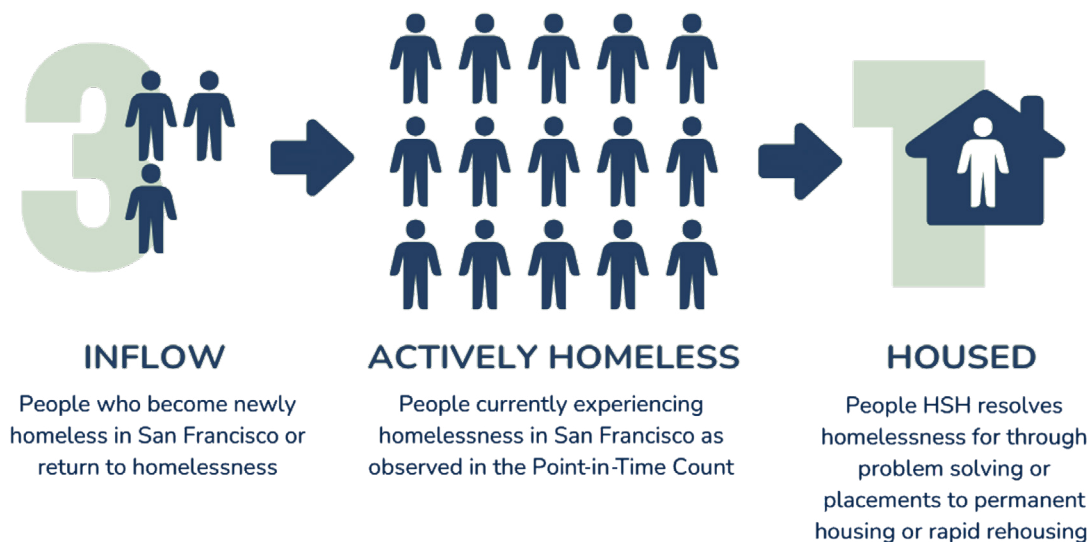 3
1
INFLOW
People who become newly
homeless in San Francisco or
return to homelessness
ACTIVELY HOMELESS
People currently experiencing
homelessness in San Francisco as
observed in the Point-in-Time Count
HOUSED
People HSH resolves
homelessness for through
problem solving or
placements to permanent
housing or rapid rehousing